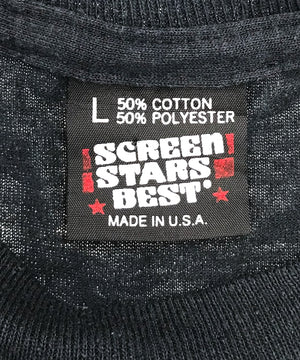 L 50% COTTON
50% POLYESTER
SCREEN
STARS
BEST®
MADE IN U.S.A.